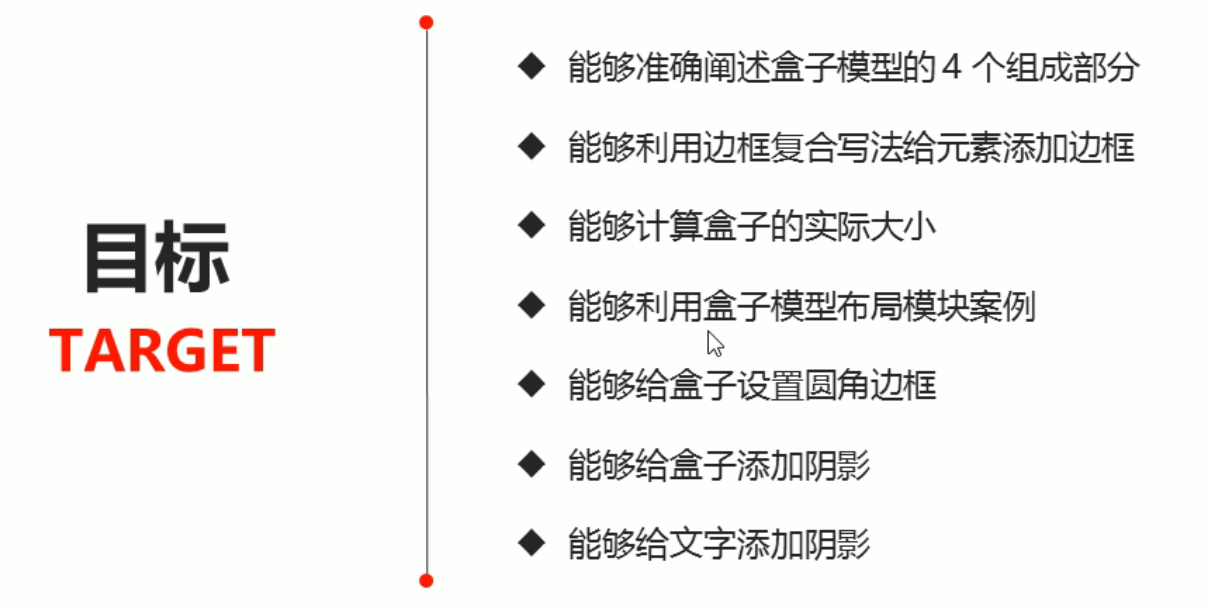 目标
TARGET
能够准确阐述盒子模型的 4 个组成部分
能够利用边框复合写法给元素添加边框
能够计算盒子的实际大小
能够利用盒子模型布局模块案例
能够给盒子设置圆角边框
能够给盒子添加阴影
能够给文字添加阴影